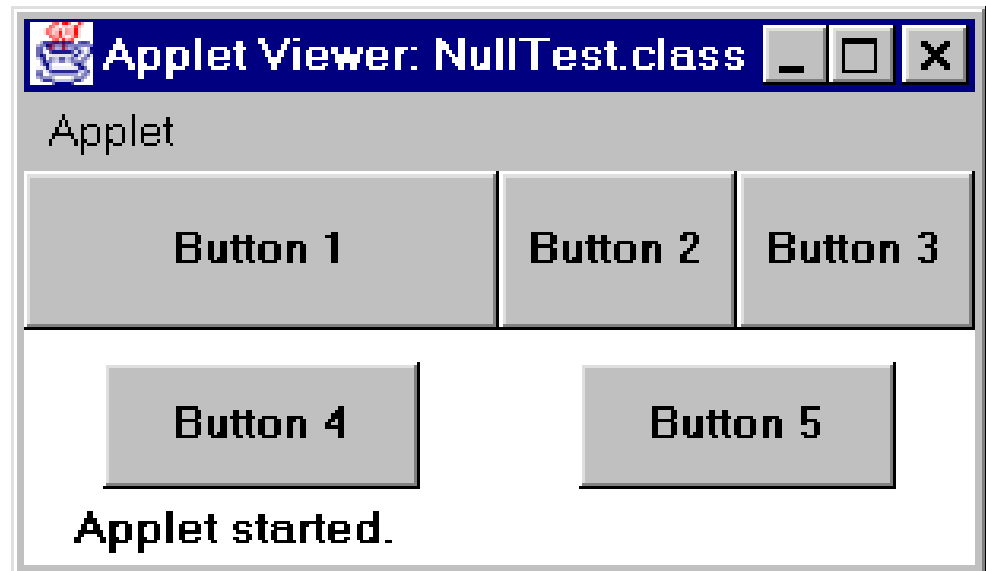 Applet Viewer: NullTest.class
Applet
Button 1 Button 2 Button 3
Button 4 Button 5
Applet started.